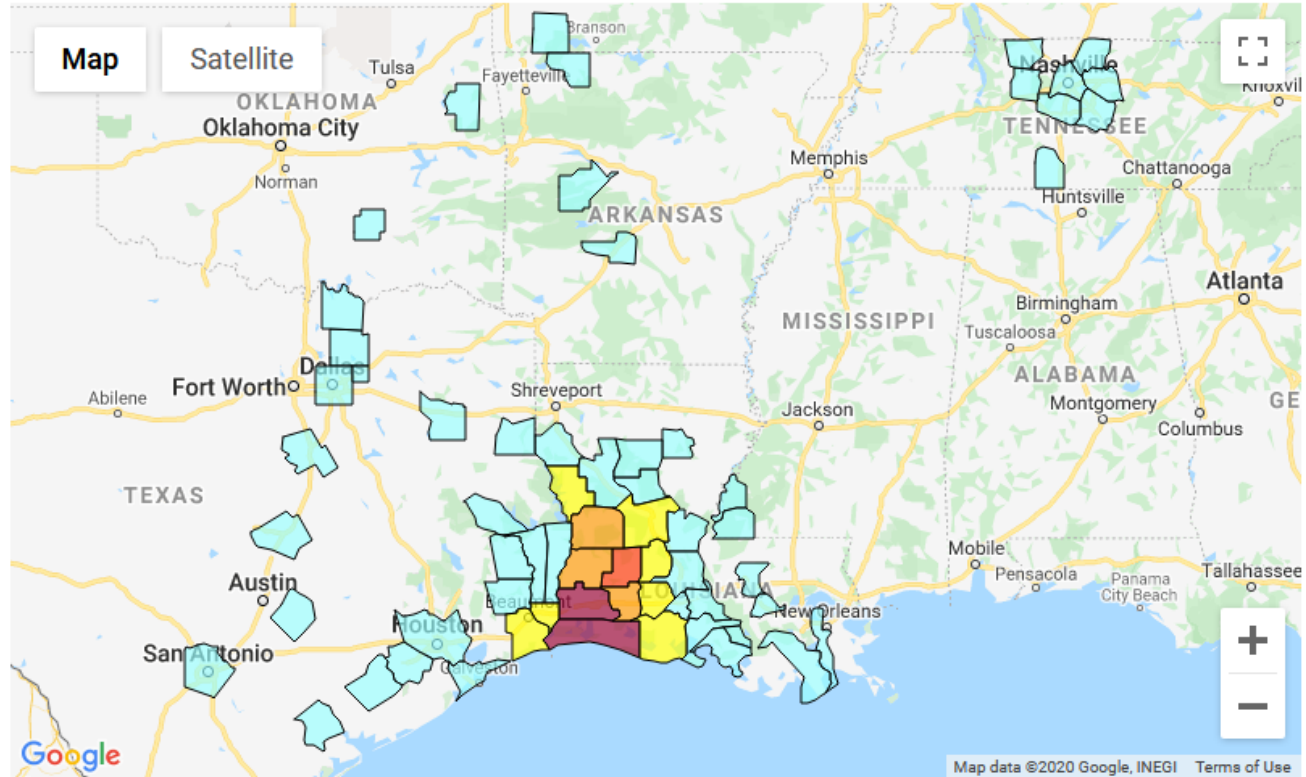 Map
Satellite
Branson
Tulsa
Fayetteville
Nashville
OKLAHOMA
Oklahoma City
Norman
TENNESSEE
Memphis
Chattanooga
Huntsville
ARKANSAS
Atlanta
Birmingham
Tuscaloosa
MISSISSIPPI
Dallas
Fort Worth
Abilene
Shreveport
ALABAMA
Jackson
Montgomery
Columbus
GE
TEXAS
Mobile
Pensacola
Tallahassee
Panama
City Beach
Austin
LOUISIANA
Beaumont
New Orleans
Houston
San Antonio
Galveston
Google
Map data ©2020 Google, INEGI
Terms of Use